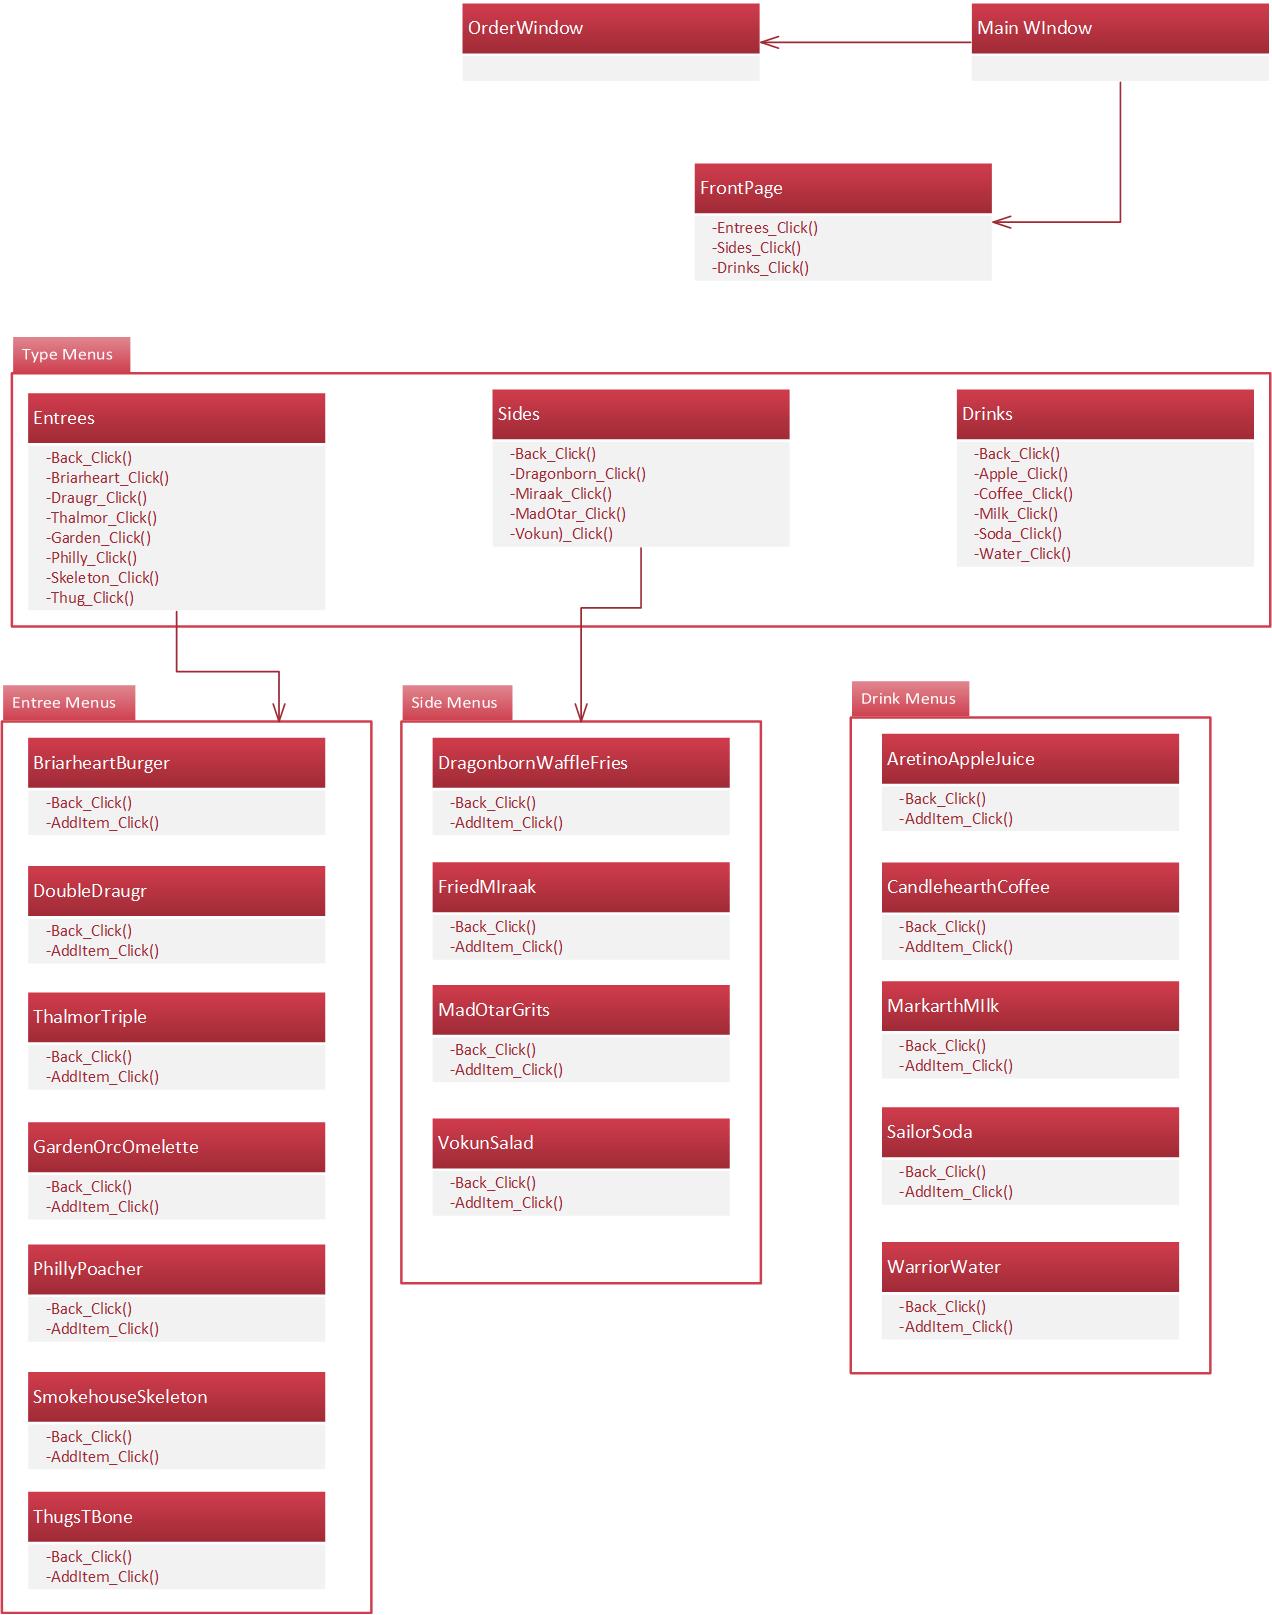 OrderWindow
Main WIndow
FrontPage
-Entrees_Click()
-Sides_Click()
-Drinks_Click()
Type Menus
Entrees
-Back_Click()
-Briarheart_Click()
-Draugr_Click()
-Thalmor_Click()
-Garden_Click()
-Philly_Click()
-Skeleton_Click()
-Thug_Click()
Sides
-Back_Click()
-Dragonborn_Click()
-Miraak_Click()
-MadOtar_Click()
-Vokun)_Click()
Drinks
-Back_Click()
-Apple_Click()
-Coffee_Click()
-Milk_Click()
-Soda_Click()
-Water_Click()
Entree Menus
BriarheartBurger
-Back_Click()
-AddItem_Click()
DoubleDraugr
-Back_Click()
-AddItem_Click()
ThalmorTriple
-Back_Click()
-AddItem_Click()
GardenOrcOmelette
-Back_Click()
-AddItem_Click()
PhillyPoacher
-Back_Click()
-AddItem_Click()
SmokehouseSkeleton
-Back_Click()
-AddItem_Click()
ThugsTBone
-Back_Click()
-AddItem_Click()
Side Menus
DragonbornWaffleFries
-Back_Click()
-AddItem_Click()
FriedMIraak
-Back_Click()
-AddItem_Click()
MadOtarGrits
-Back_Click()
-AddItem_Click()
VokunSalad
-Back_Click()
-AddItem_Click()
Drink Menus
AretinoAppleJuice
-Back_Click()
-AddItem_Click()
CandlehearthCoffee
-Back_Click()
-AddItem_Click()
MarkarthMIlk
-Back_Click()
-AddItem_Click()
SailorSoda
-Back_Click()
-AddItem_Click()
WarriorWater
-Back_Click()
-AddItem_Click()